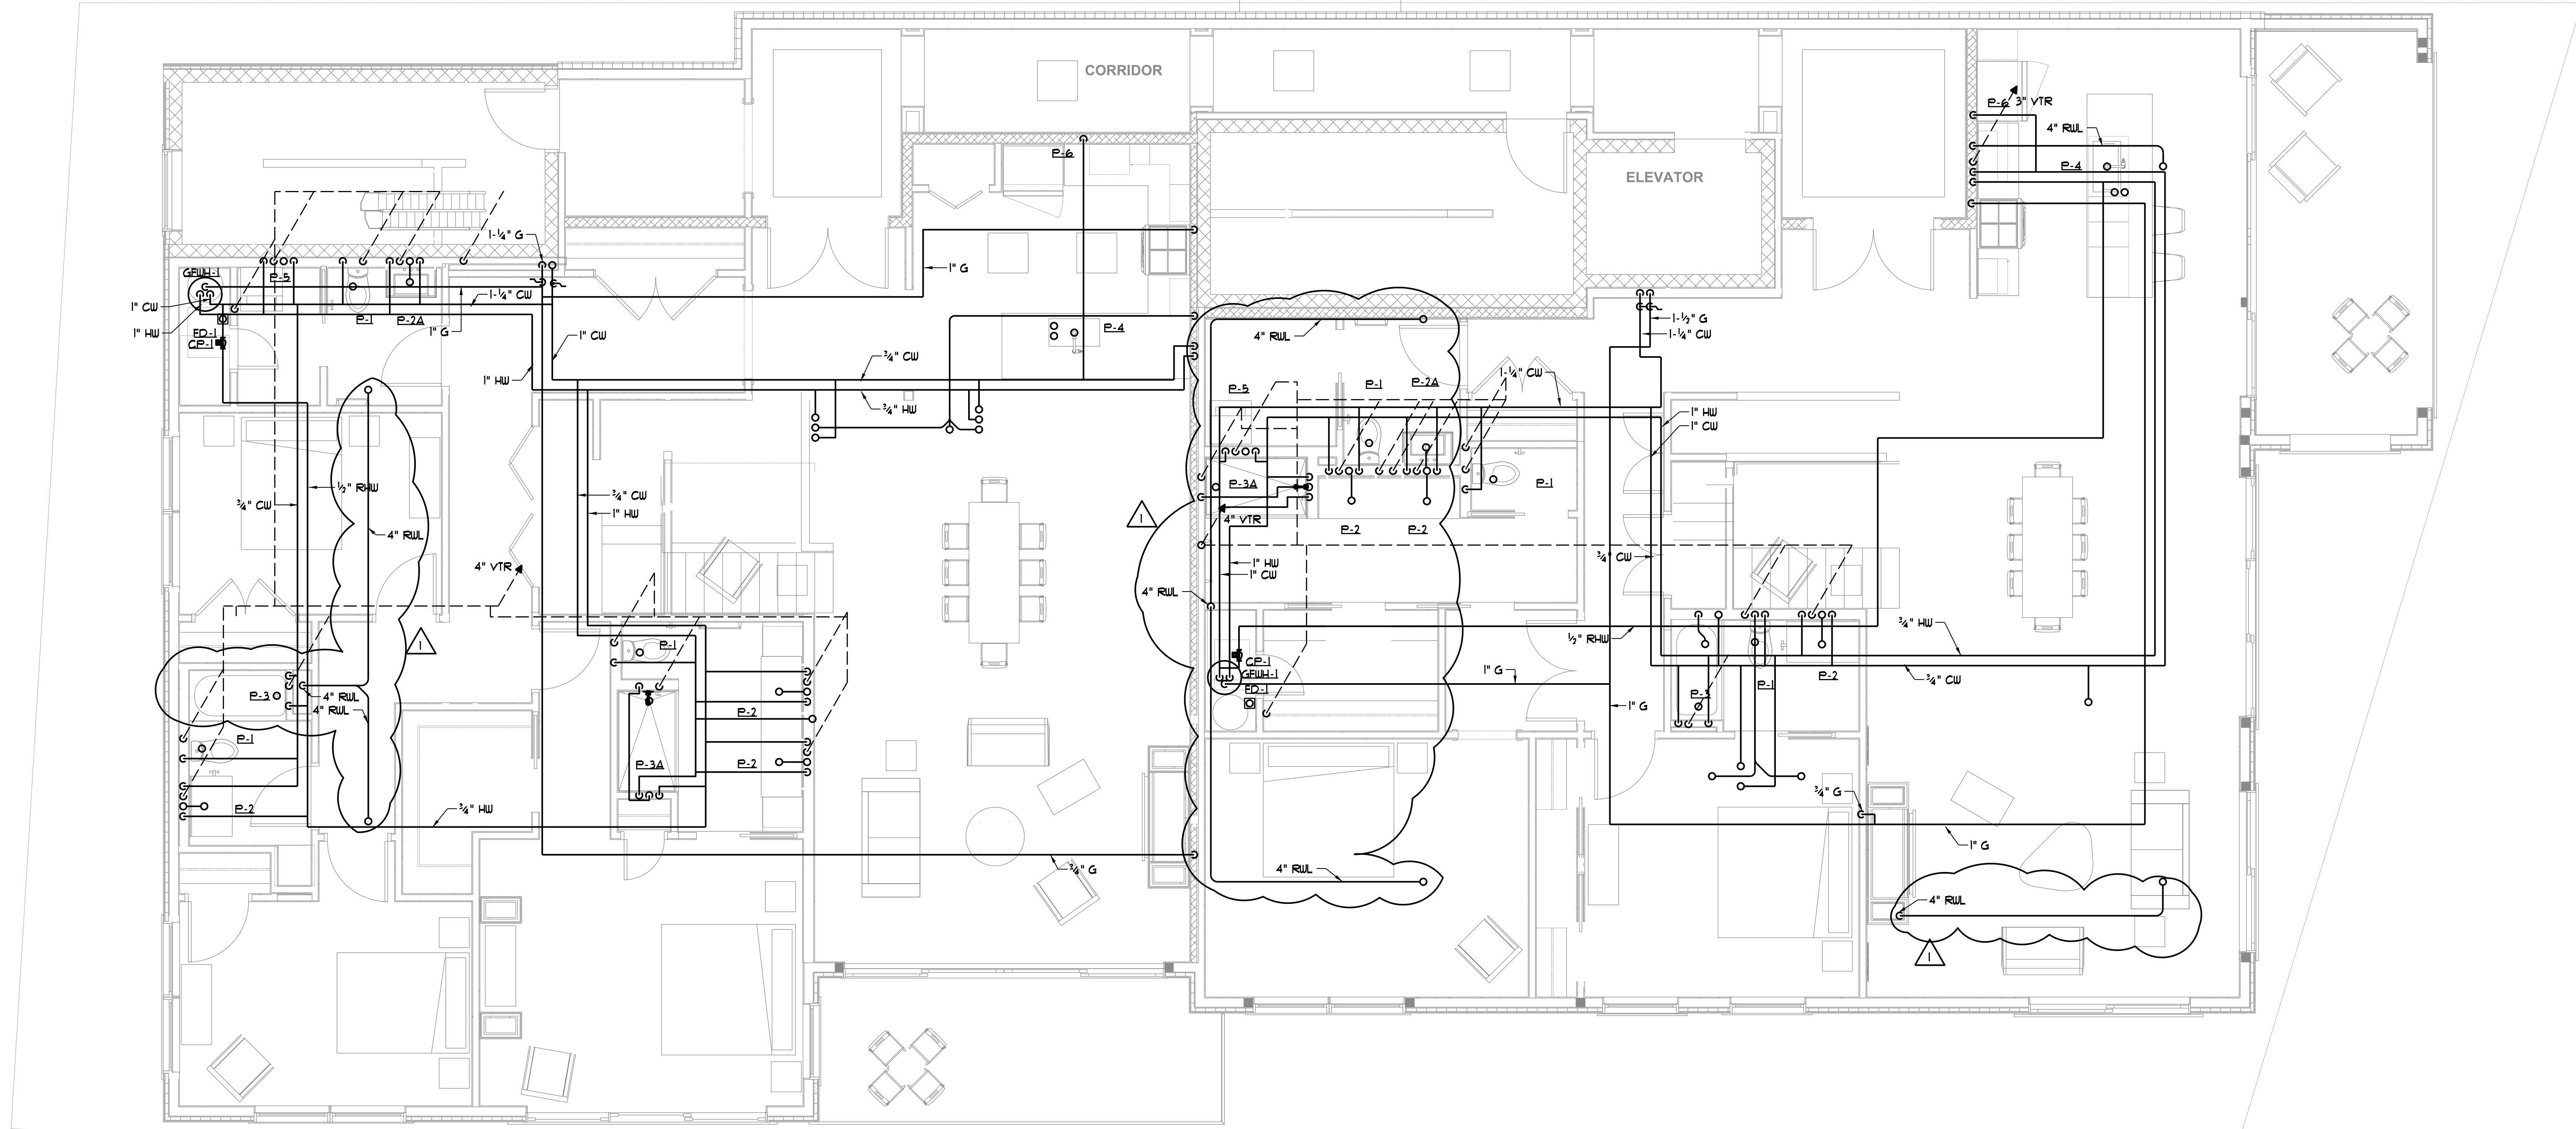 CORRIDOR
P-6
3" VTR
4" RWL
P-6
P-4
ELEVATOR
1-¼" G
1" G
GFWH-1
P-5
1-¼" CW
1" CW
1" HW
FD-1
CP-1
P-1
P-2A
1" G
1" CW
P-4
¾" CW
1" HW
¾" HW
4" RWL
1-½" G
1-¼" CW
1-¼" CW
P-5
P-1
P-2A
1" HW
1" CW
½" RHW
¾" CW
4" RWL
¾" CW
1" HW
P-3A
P-1
1
4" VTR
P-2
P-2
4" VTR
1" HW
1" CW
¾" CW
4" RWL
1
½" RHW
¾" HW
P-1
CP-1
GFWH-1
FD-1
1" G
¾" CW
P-3
4" RWL
4" RWL
P-2
P-3
P-1
P-2
1" G
P-1
P-3A
P-2
P-2
¾" HW
¾" G
1" G
¾" G
4" RWL
4" RWL
1